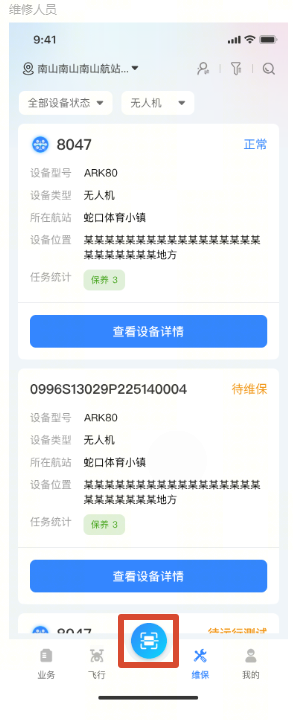 维修人员
9:41
南山南山南山航站...
全部设备状态
无人机
8047
正常
设备型号 ARK80
设备类型 无人机
所在航站 蛇口体育小镇
设备位置 某某某某某某某某某某某某某某某某某
某某某某某某某地方
任务统计 保养 3
查看设备详情
0996S13029P225140004
待维保
设备型号 ARK80
设备类型 无人机
所在航站 蛇口体育小镇
设备位置 某某某某某某某某某某某某某某某某某
某某某某某某某地方
任务统计 保养 3
查看设备详情
8047
待运行测试
业务
飞行
维保
我的